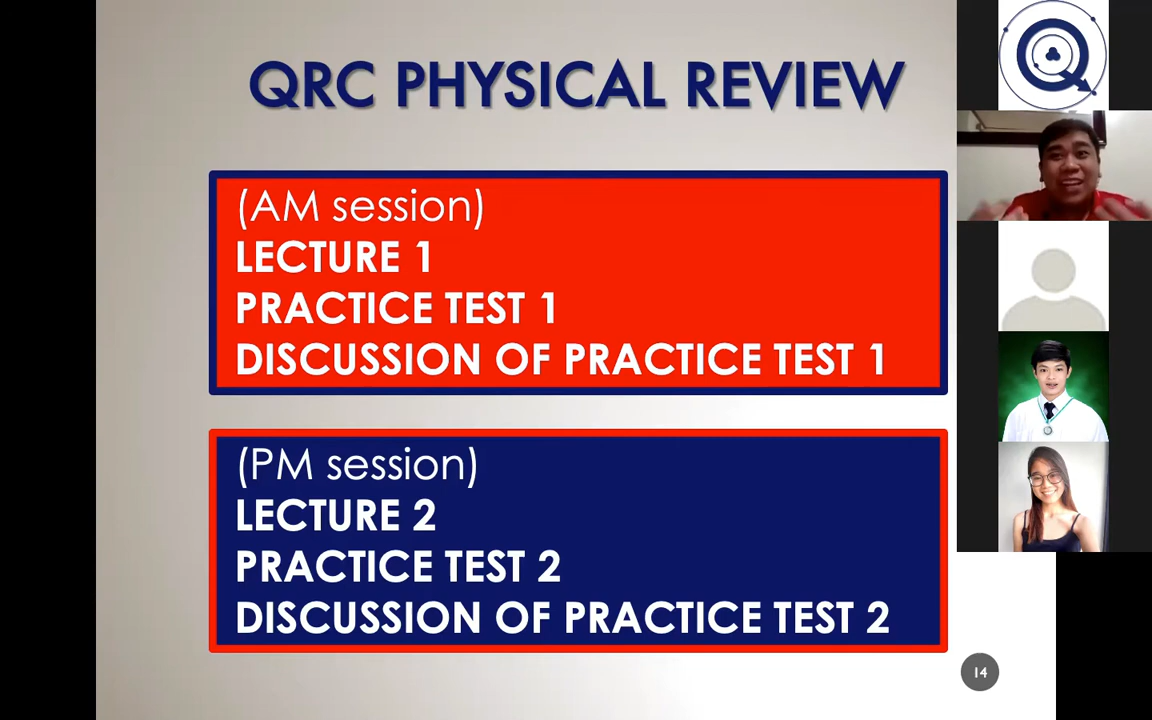 QRC PHYSICAL REVIEW
(AM session)
LECTURE 1
PRACTICE TEST 1
DISCUSSION OF PRACTICE TEST 1
(PM session)
LECTURE 2
PRACTICE TEST 2
DISCUSSION OF PRACTICE TEST 2
14